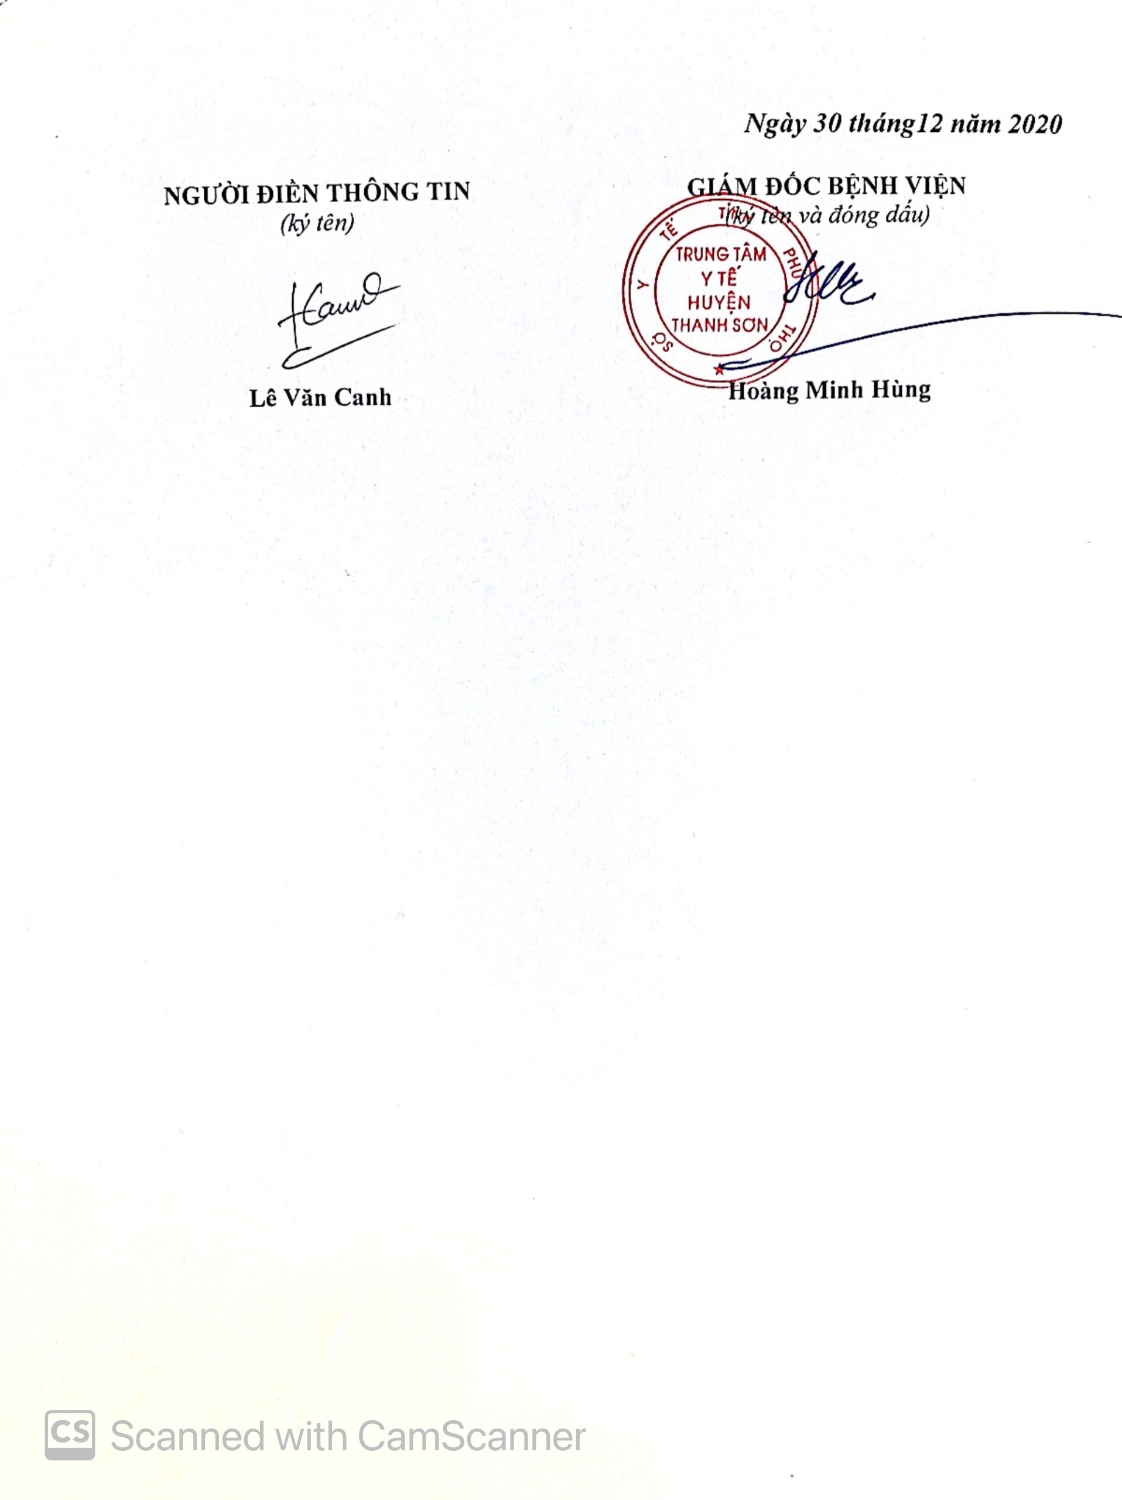 Ngày 30 tháng12 năm 2020
NGƯỜI ĐIỀN THÔNG TIN
(ký tên)
GIÁM ĐỐC BỆNH VIỆN
(ký tên và đóng dấu)
SỞ Y TẾ TỈNH PHÚ THỌ
TRUNG TÂM
Y TẾ
HUYỆN
THANH SƠN
Lê Văn Canh
Hoàng Minh Hùng
CS Scanned with CamScanner